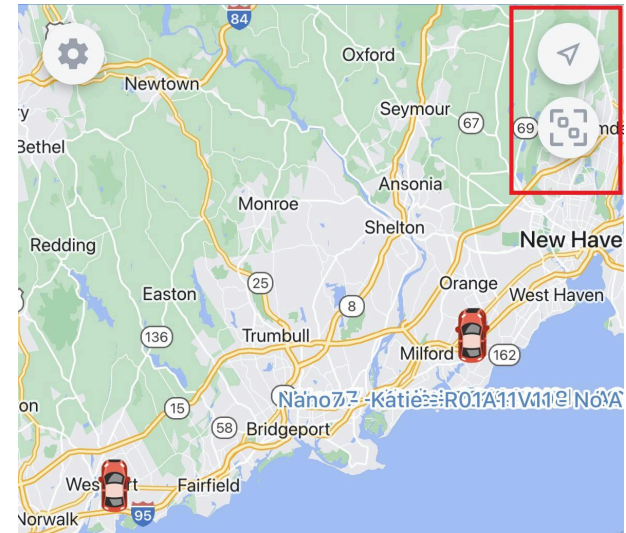 84
Oxford
Newtown
Seymour
67
69
Bethel
Ansonia
Monroe
Shelton
New Have
Redding
Orange
25
Easton
West Haven
8
136
Trumbull
Milford
162
on
15
58
Bridgeport
Fairfield
Norwalk
95